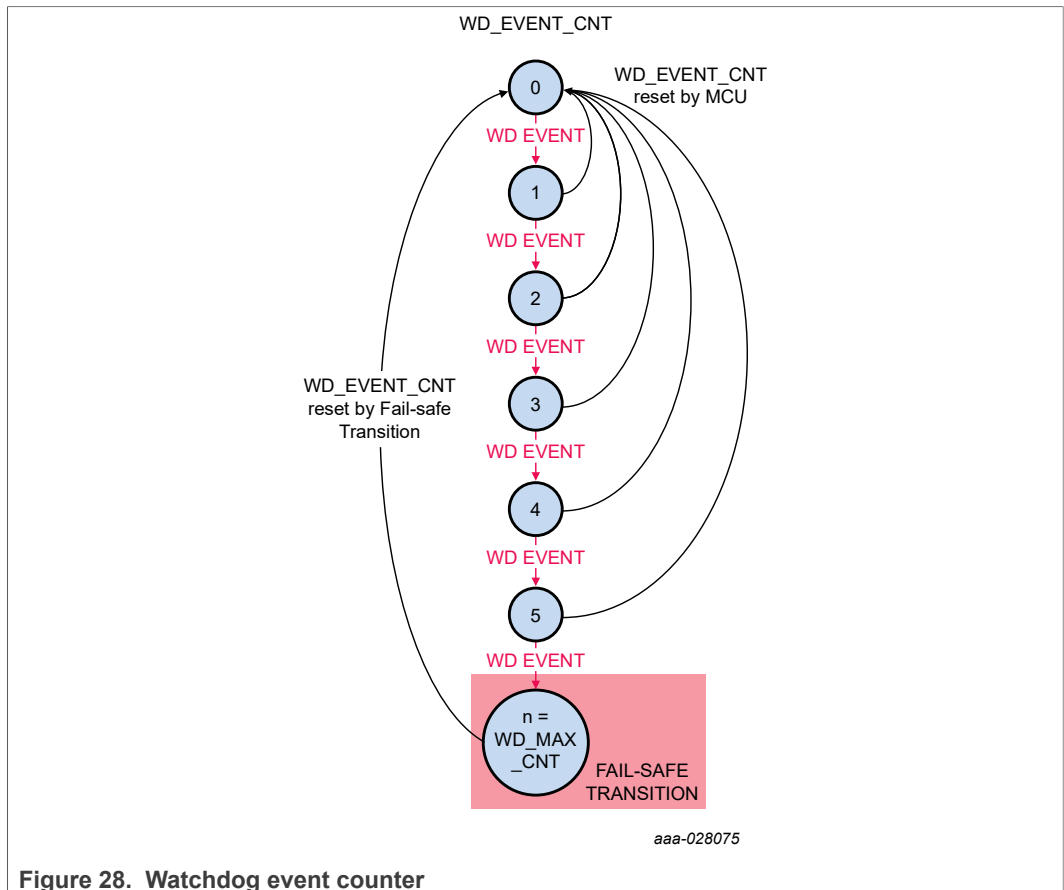 WD_EVENT_CNT
0
WD_EVENT_CNT
reset by MCU
WD EVENT
1
WD EVENT
2
WD EVENT
3
WD_EVENT_CNT
reset by Fail-safe
Transition
WD EVENT
4
WD EVENT
5
WD EVENT
n =
WD_MAX
_CNT
FAIL-SAFE
TRANSITION
aaa-028075
Figure 28. Watchdog event counter